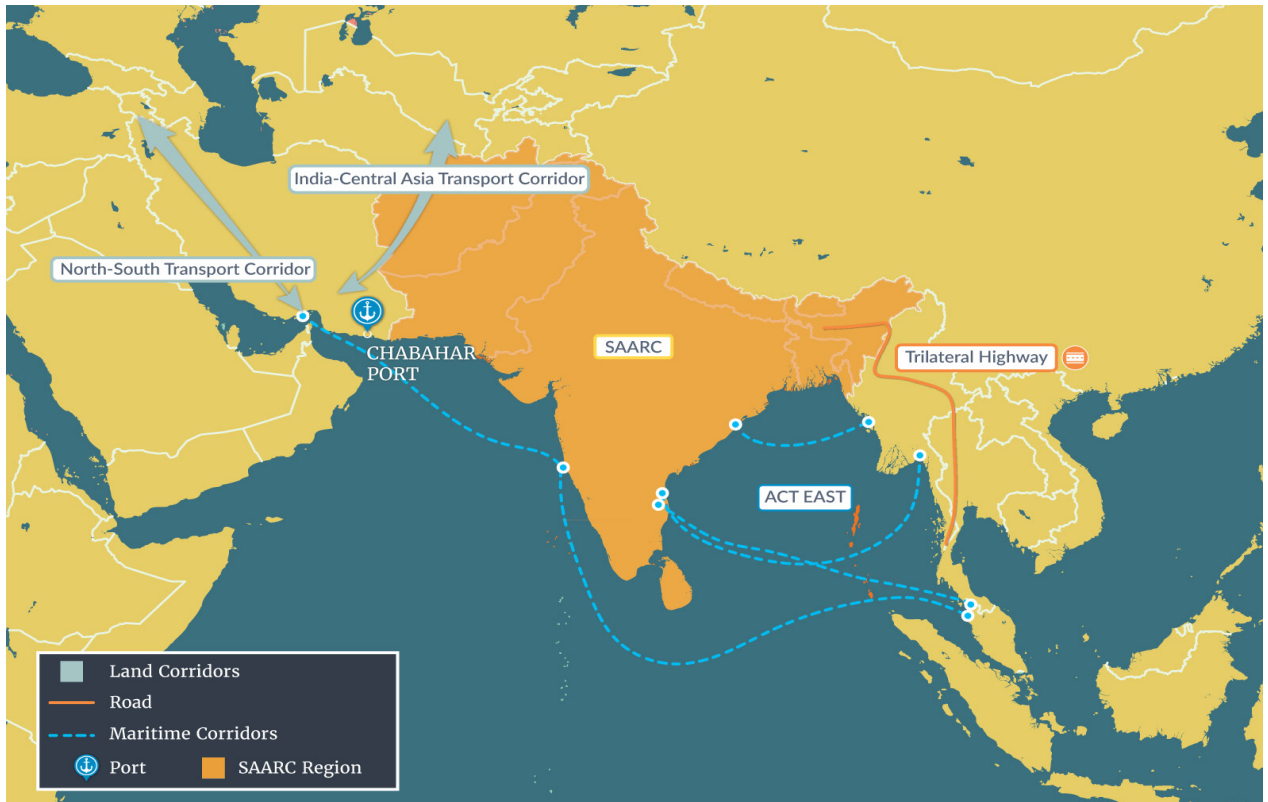 India-Central Asia Transport Corridor
North-South Transport Corridor
CHABAHAR
PORT
SAARC
Trilateral Highway
ACT EAST
Land Corridors
Road
Maritime Corridors
Port
SAARC Region